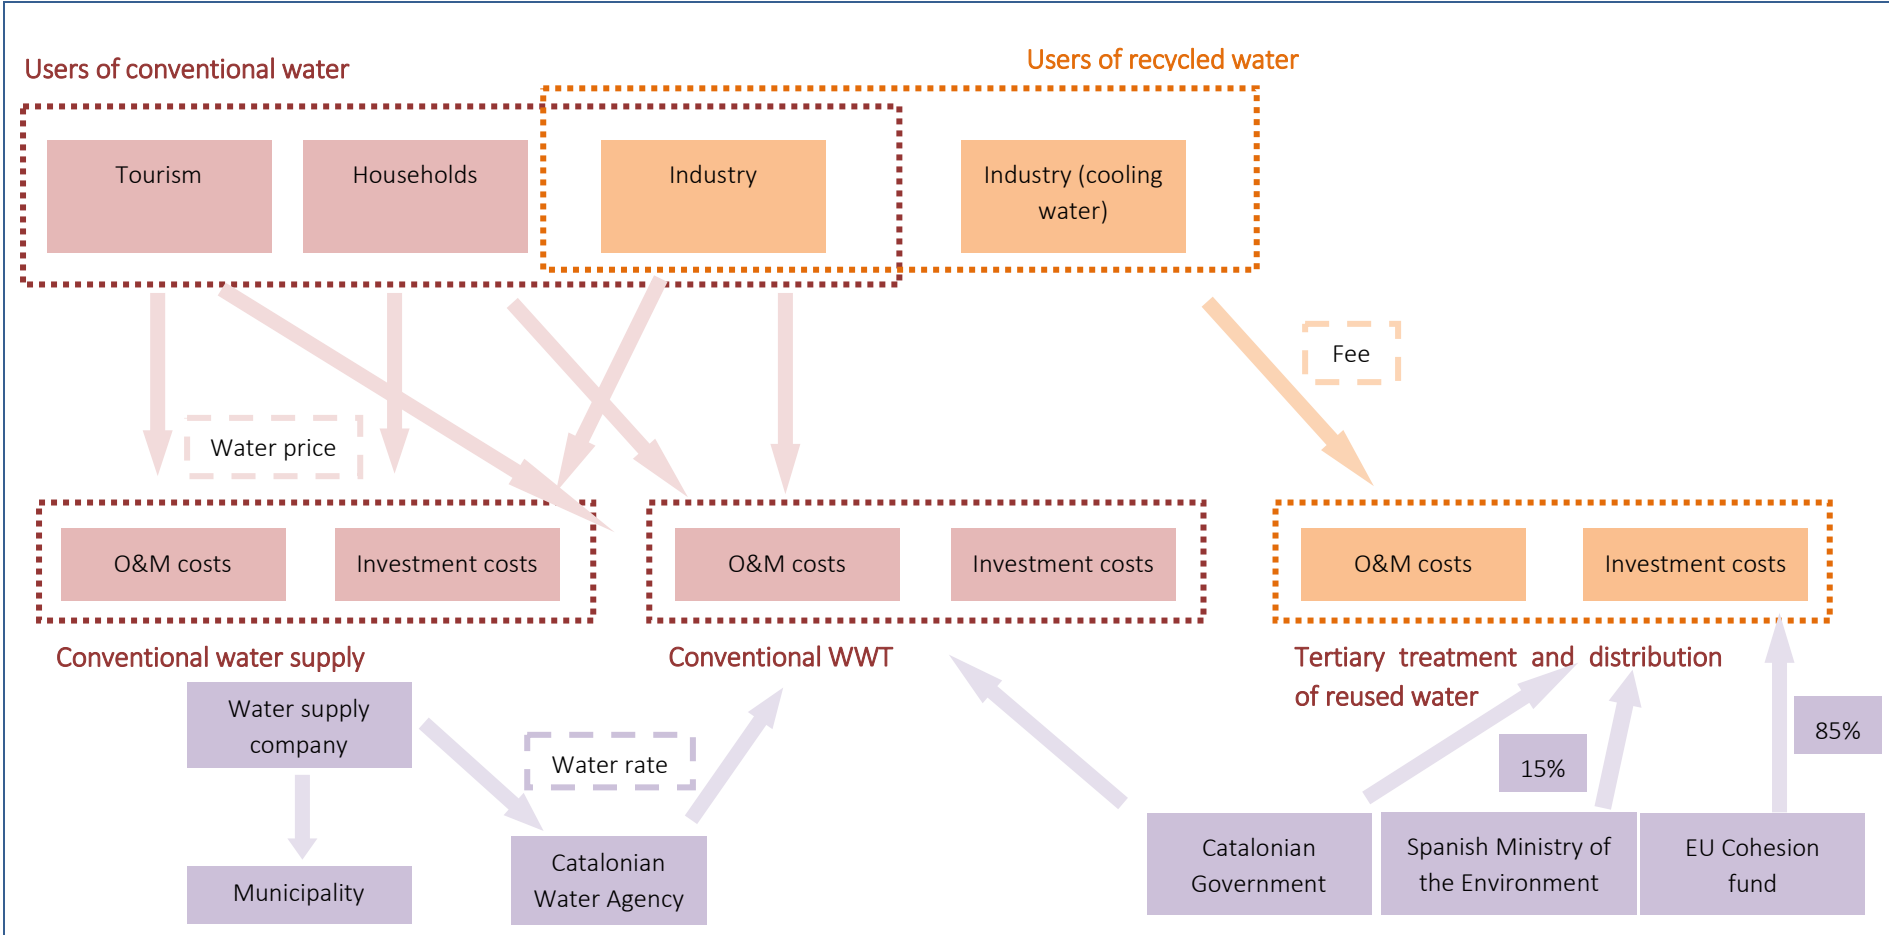 Users of conventional water
Users of recycled water
Tourism
Households
Industry
Industry (cooling
water)
Fee
Water price
O&M costs
Investment costs
O&M costs
Investment costs
O&M costs
Investment costs
Conventional water supply
Conventional WWT
Tertiary treatment and distribution
of reused water
Water supply
company
Water rate
15%
85%
Municipality
Catalonian
Water Agency
Catalonian
Government
Spanish Ministry of
the Environment
EU Cohesion
fund